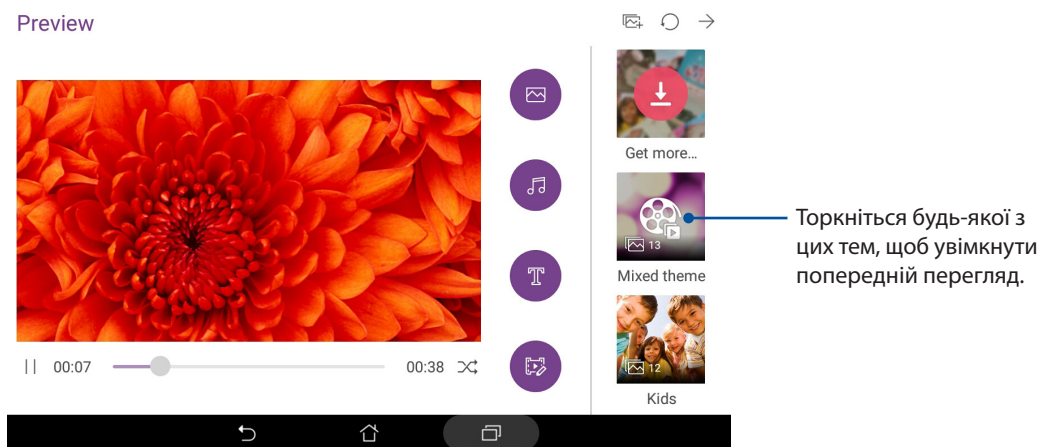 Preview
Get more...
13
Mixed theme
12
Kids
00:07
00:38
Торкніться будь-якої з
цих тем, щоб увімкнути
попередній перегляд.